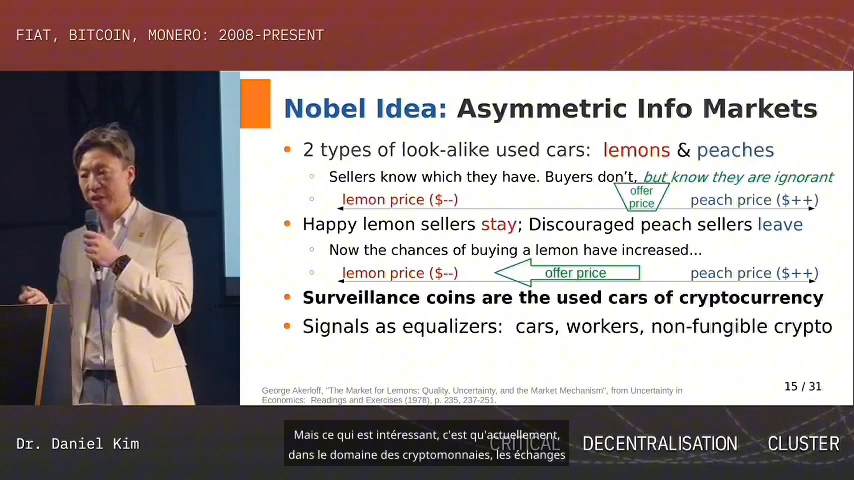 FIAT, BITCOIN, MONERO: 2008-PRESENT
Nobel Idea: Asymmetric Info Markets
• 2 types of look-alike used cars: lemons & peaches
◦ Sellers know which they have. Buyers don't, but know they are ignorant
offer
price
◦ lemon price ($--) peach price ($++)
• Happy lemon sellers stay; Discouraged peach sellers leave
◦ Now the chances of buying a lemon have increased...
◦ lemon price ($--) offer price peach price ($++)
• Surveillance coins are the used cars of cryptocurrency
• Signals as equalizers: cars, workers, non-fungible crypto
George Akerloff, "The Market for Lemons: Quality, Uncertainty, and the Market Mechanism", from Uncertainty in
Economics: Readings and Exercises (1978), p. 235, 237-251.
15 / 31
Dr. Daniel Kim
CRITICAL DECENTRALISATION CLUSTER
Mais ce qui est intéressant, c'est qu'actuellement,
dans le domaine des cryptomonnaies, les échanges